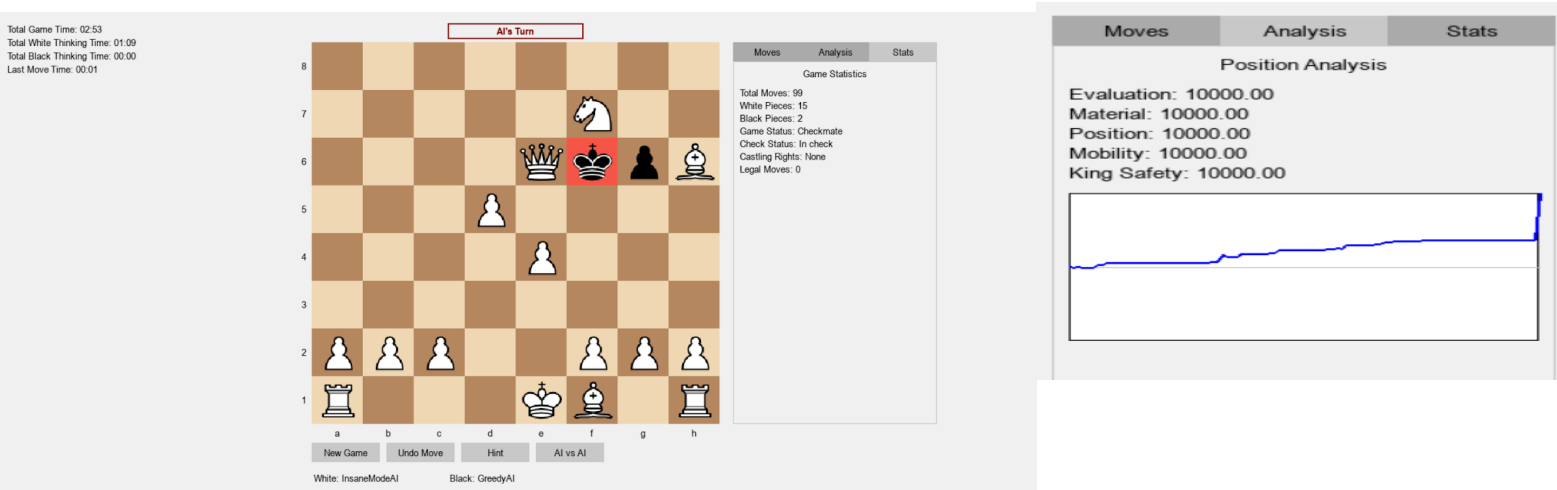 Total Game Time: 02:53
Total White Thinking Time: 01:09
Total Black Thinking Time: 00:00
Last Move Time: 00:01
AI's Turn
8
7
6
5
4
3
2
1
a b c d e f g h
New Game Undo Move Hint AI vs AI
White: InsaneModeAI Black: GreedyAI
Moves Analysis Stats
Game Statistics
Total Moves: 99
White Pieces: 15
Black Pieces: 2
Game Status: Checkmate
Check Status: In check
Castling Rights: None
Legal Moves: 0
Moves Analysis Stats
Position Analysis
Evaluation: 10000.00
Material: 10000.00
Position: 10000.00
Mobility: 10000.00
King Safety: 10000.00